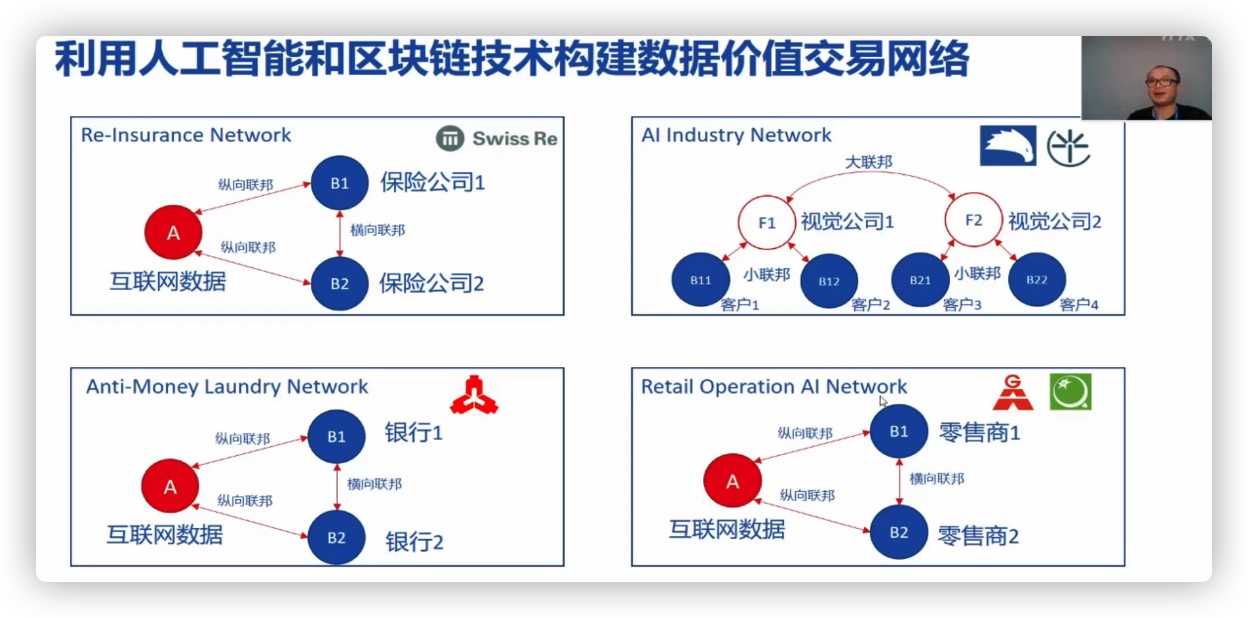 利用人工智能和区块链技术构建数据价值交易网络
Re-Insurance Network
Swiss Re
纵向联邦
B1
保险公司1
A
横向联邦
纵向联邦
互联网数据
B2
保险公司2
AI Industry Network
大联邦
F1
视觉公司1
F2
视觉公司2
B11
小联邦
B12
B21
小联邦
B22
客户1
客户2
客户3
客户4
Anti-Money Laundry Network
纵向联邦
B1
银行1
A
横向联邦
纵向联邦
互联网数据
B2
银行2
Retail Operation AI Network
G
纵向联邦
B1
零售商1
A
横向联邦
纵向联邦
互联网数据
B2
零售商2